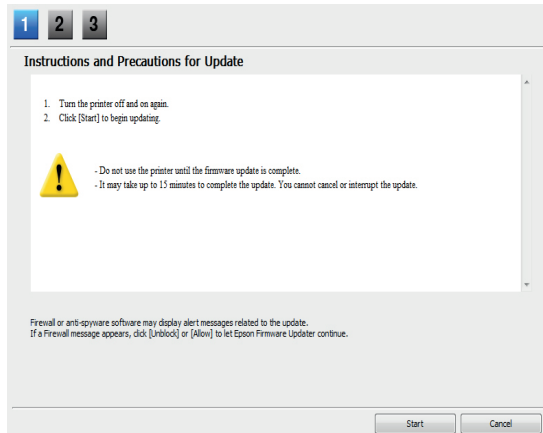 1 2 3
Instructions and Precautions for Update
1. Turn the printer off and on again.
2. Click [Start] to begin updating.
- Do not use the printer until the firmware update is complete.
- It may take up to 15 minutes to complete the update. You cannot cancel or interrupt the update.
Firewall or anti-spyware software may display alert messages related to the update.
If a Firewall message appears, click [Unblock] or [Allow] to let Epson Firmware Updater continue.
Start Cancel